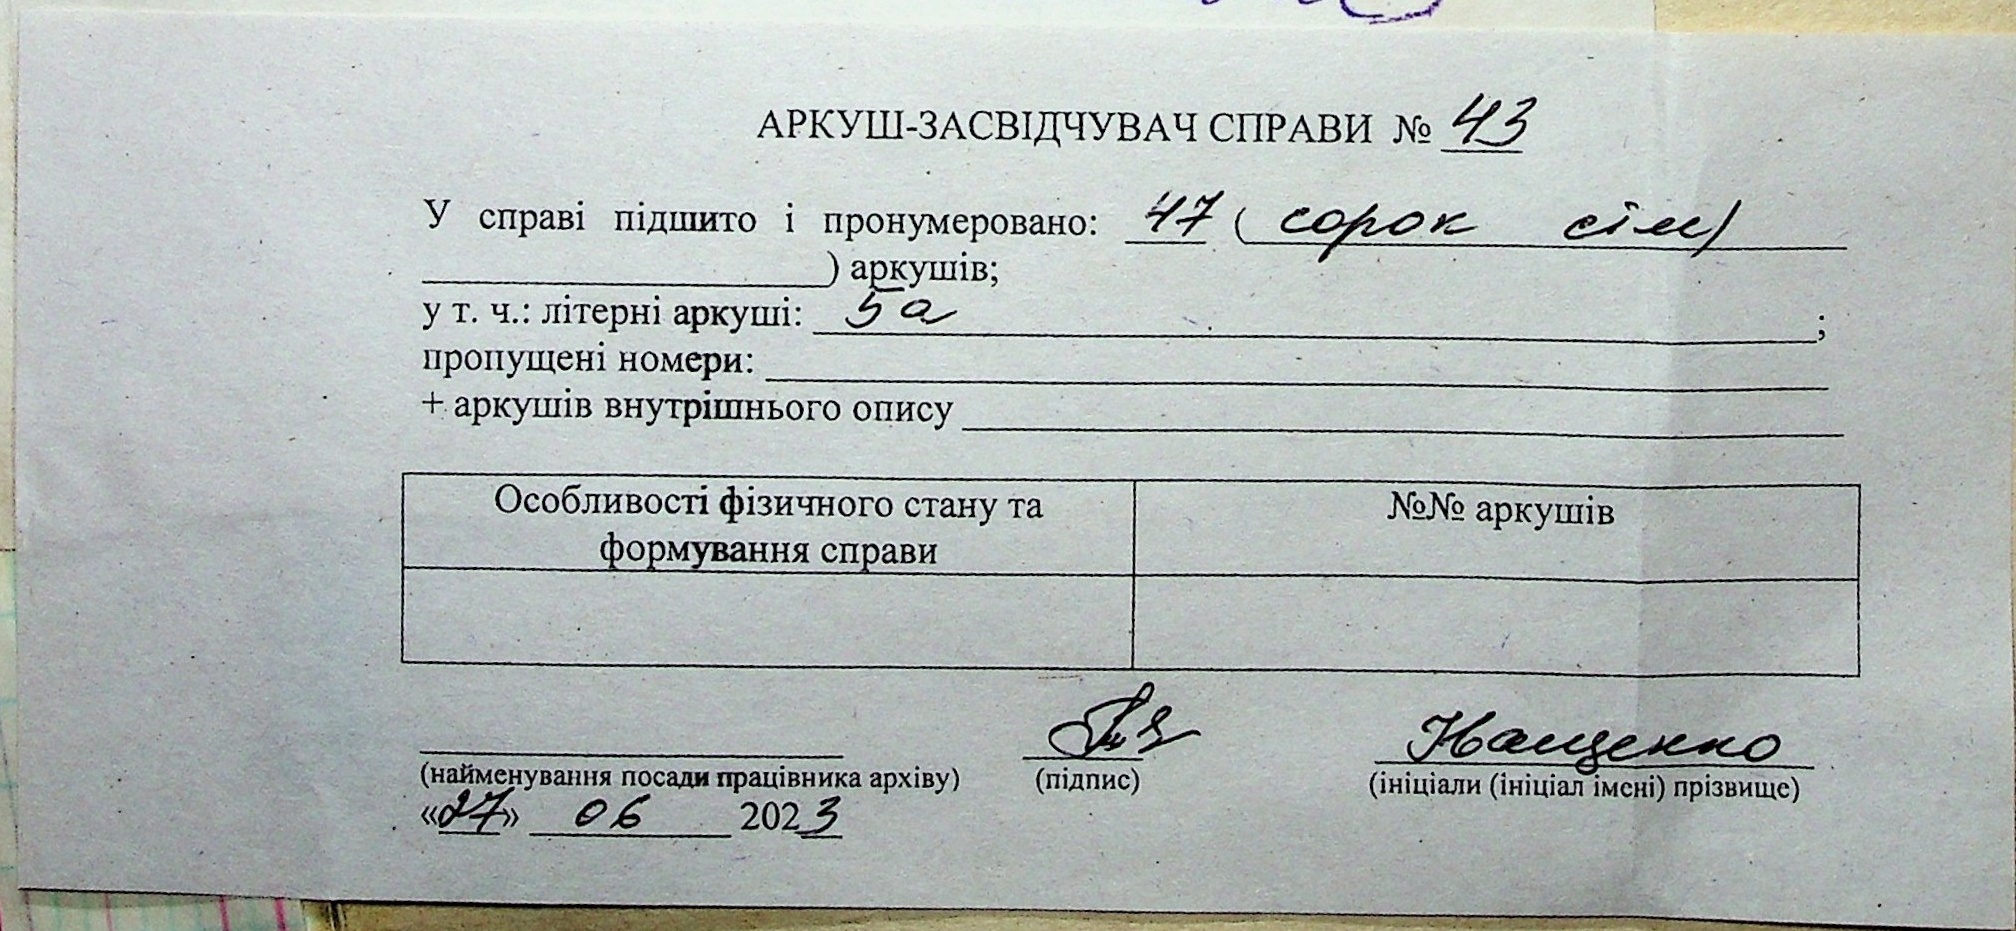 АРКУШ-ЗАСВІДЧУВАЧ СПРАВИ № 43
У справі підшито і пронумеровано: 47 ( сорок сім)
) аркушів;
у т. ч.: літерні аркуші: 5а ;
пропущені номери:
+ аркушів внутрішнього опису
Особливості фізичного стану та формування справи
№№ аркушів
(найменування посади працівника архіву) (підпис) (ініціали (ініціал імені) прізвище)
«27» 06 2023